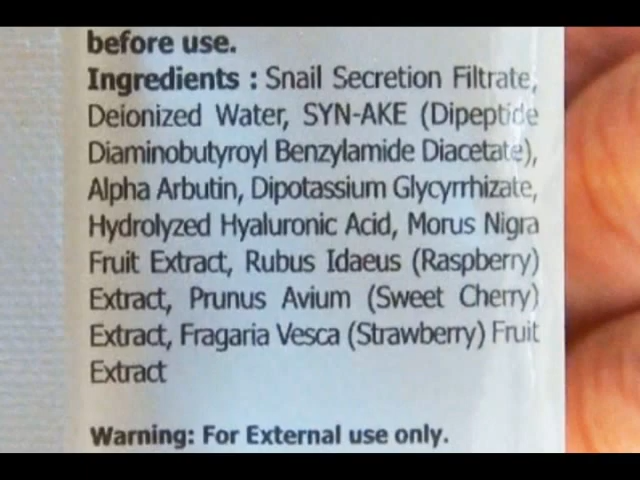 before use.
Ingredients : Snail Secretion Filtrate,
Deionized Water, SYN-AKE (Dipeptide
Diaminobutyroyl Benzylamide Diacetate),
Alpha Arbutin, Dipotassium Glycyrrhizate,
Hydrolyzed Hyaluronic Acid, Morus Nigra
Fruit Extract, Rubus Idaeus (Raspberry)
Extract, Prunus Avium (Sweet Cherry)
Extract, Fragaria Vesca (Strawberry) Fruit
Extract
Warning: For External use only.